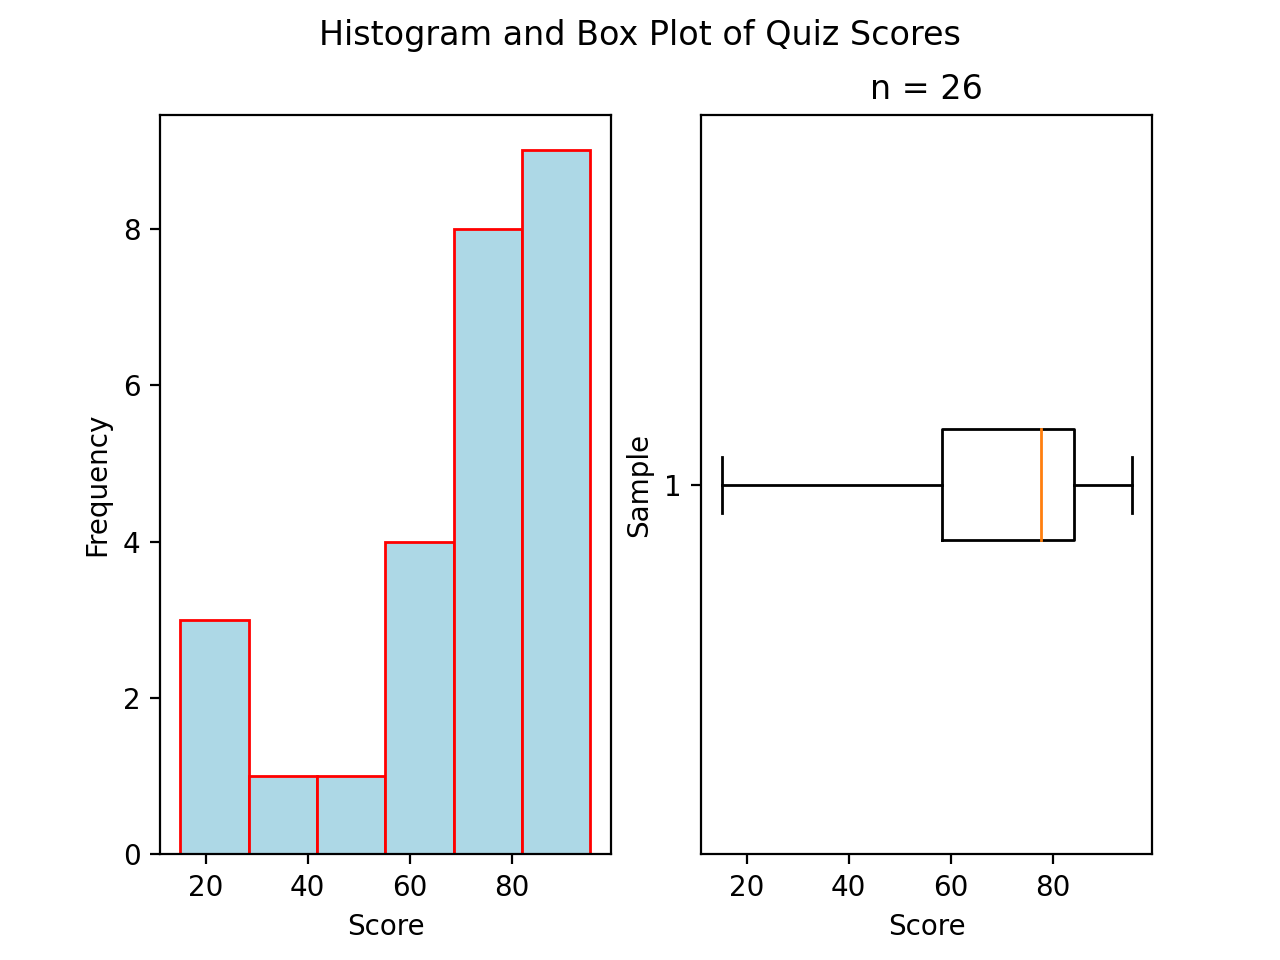 Histogram and Box Plot of Quiz Scores
8
6
4
2
0
Frequency
20 40 60 80
Score
n = 26
Sample
1
20 40 60 80
Score